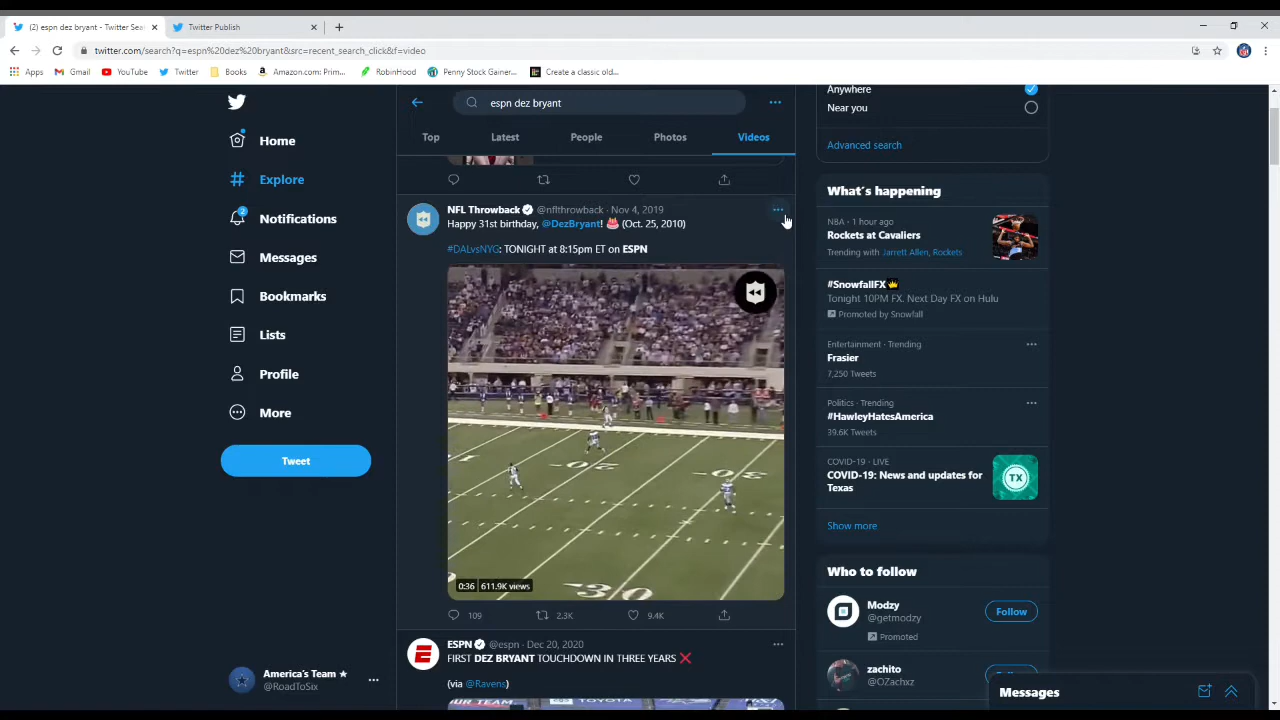 (2) espn dez bryant - Twitter Sea
Twitter Publish
twitter.com/search?q=espn%20dez%20bryant&src=recent_search_click&f=video
Apps
Gmail
YouTube
Twitter
Books
Amazon.com: Prim...
RobinHood
Penny Stock Gainer...
Create a classic old...
Home
Explore
2
Notifications
Messages
Bookmarks
Lists
Profile
More
Tweet
America's Team ★
@RoadToSix
espn dez bryant
Top
Latest
People
Photos
Videos
NFL Throwback
@nflthrowback · Nov 4, 2019
Happy 31st birthday, @DezBryant! 🎂 (Oct. 25, 2010)
#DALvsNYG: TONIGHT at 8:15pm ET on ESPN
0:36
611.9K views
109
2.3K
9.4K
ESPN
@espn · Dec 20, 2020
FIRST DEZ BRYANT TOUCHDOWN IN THREE YEARS ❌
(via @Ravens)
TOYOTA
Anywhere
Near you
Advanced search
What's happening
NBA · 1 hour ago
Rockets at Cavaliers
Trending with Jarrett Allen, Rockets
#SnowfallFX
Tonight 10PM FX. Next Day FX on Hulu
Promoted by Snowfall
Entertainment · Trending
Frasier
7,250 Tweets
Politics · Trending
#HawleyHatesAmerica
39.6K Tweets
COVID-19 · LIVE
COVID-19: News and updates for
Texas
TX
Show more
Who to follow
Modzy
@getmodzy
Promoted
Follow
zachito
@OZachxz
Messages